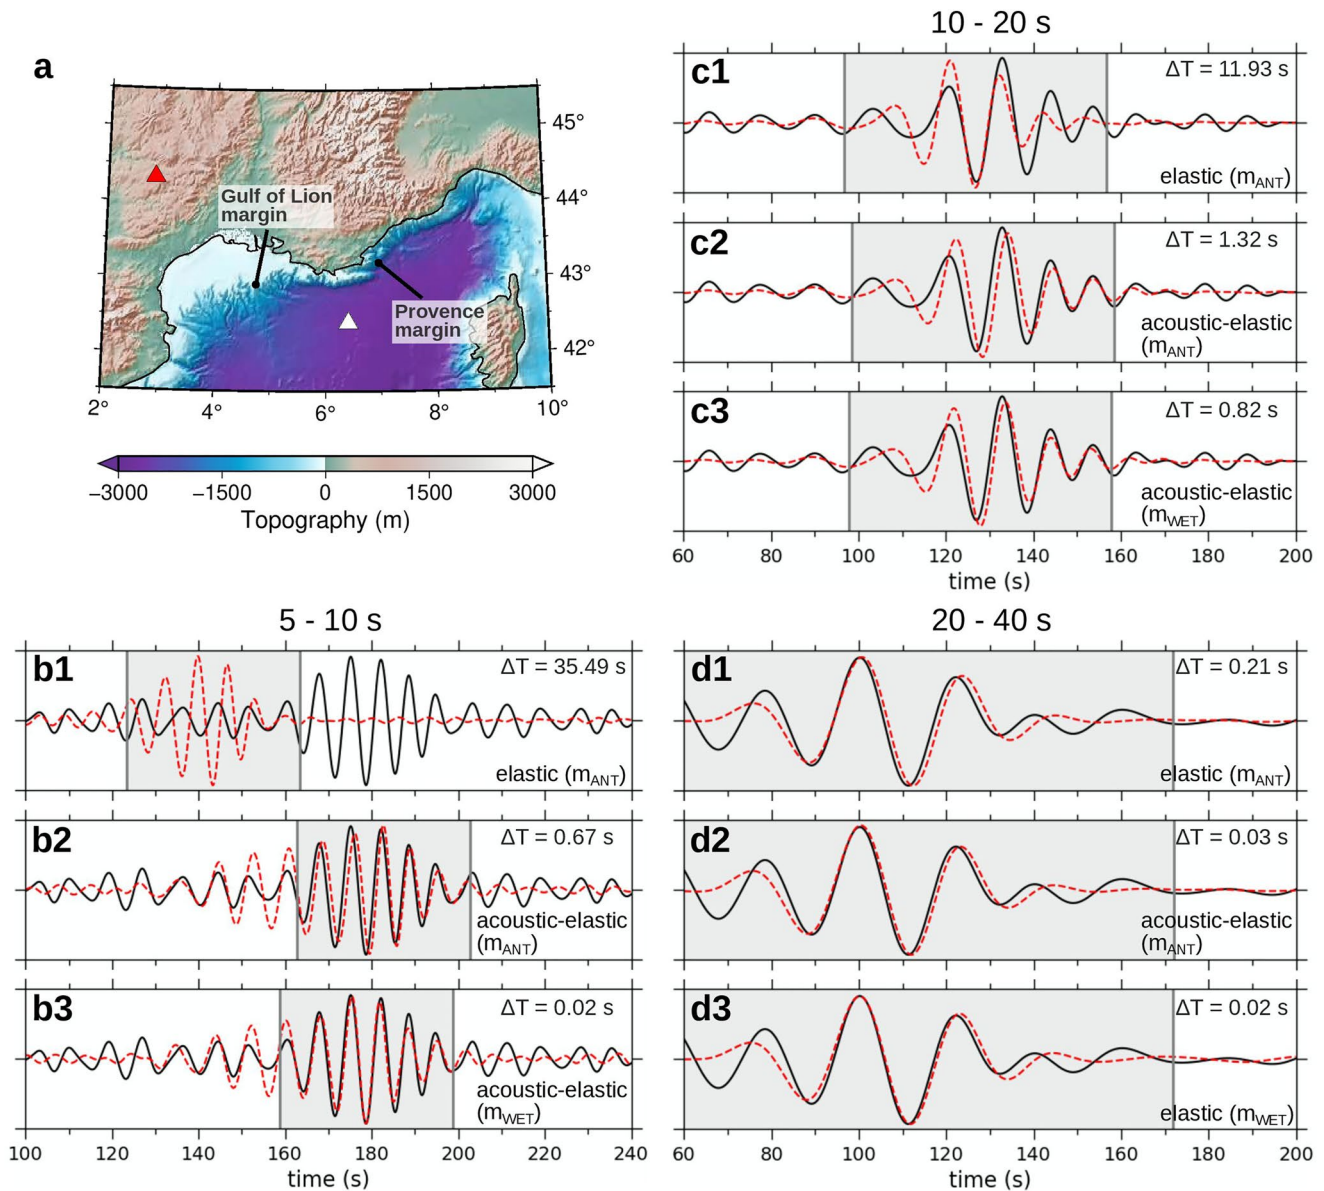 a
45°
44°
43°
42°
2°
4°
6°
8°
10°
Gulf of Lion
margin
Provence
margin
−3000
−1500
0
1500
3000
Topography (m)
10 - 20 s
c1
ΔT = 11.93 s
elastic (mANT)
c2
ΔT = 1.32 s
acoustic-elastic
(mANT)
c3
ΔT = 0.82 s
acoustic-elastic
(mWET)
60
80
100
120
140
160
180
200
time (s)
5 - 10 s
b1
ΔT = 35.49 s
elastic (mANT)
b2
ΔT = 0.67 s
acoustic-elastic
(mANT)
b3
ΔT = 0.02 s
acoustic-elastic
(mWET)
100
120
140
160
180
200
220
240
time (s)
20 - 40 s
d1
ΔT = 0.21 s
elastic (mANT)
d2
ΔT = 0.03 s
acoustic-elastic
(mANT)
d3
ΔT = 0.02 s
elastic (mWET)
60
80
100
120
140
160
180
200
time (s)